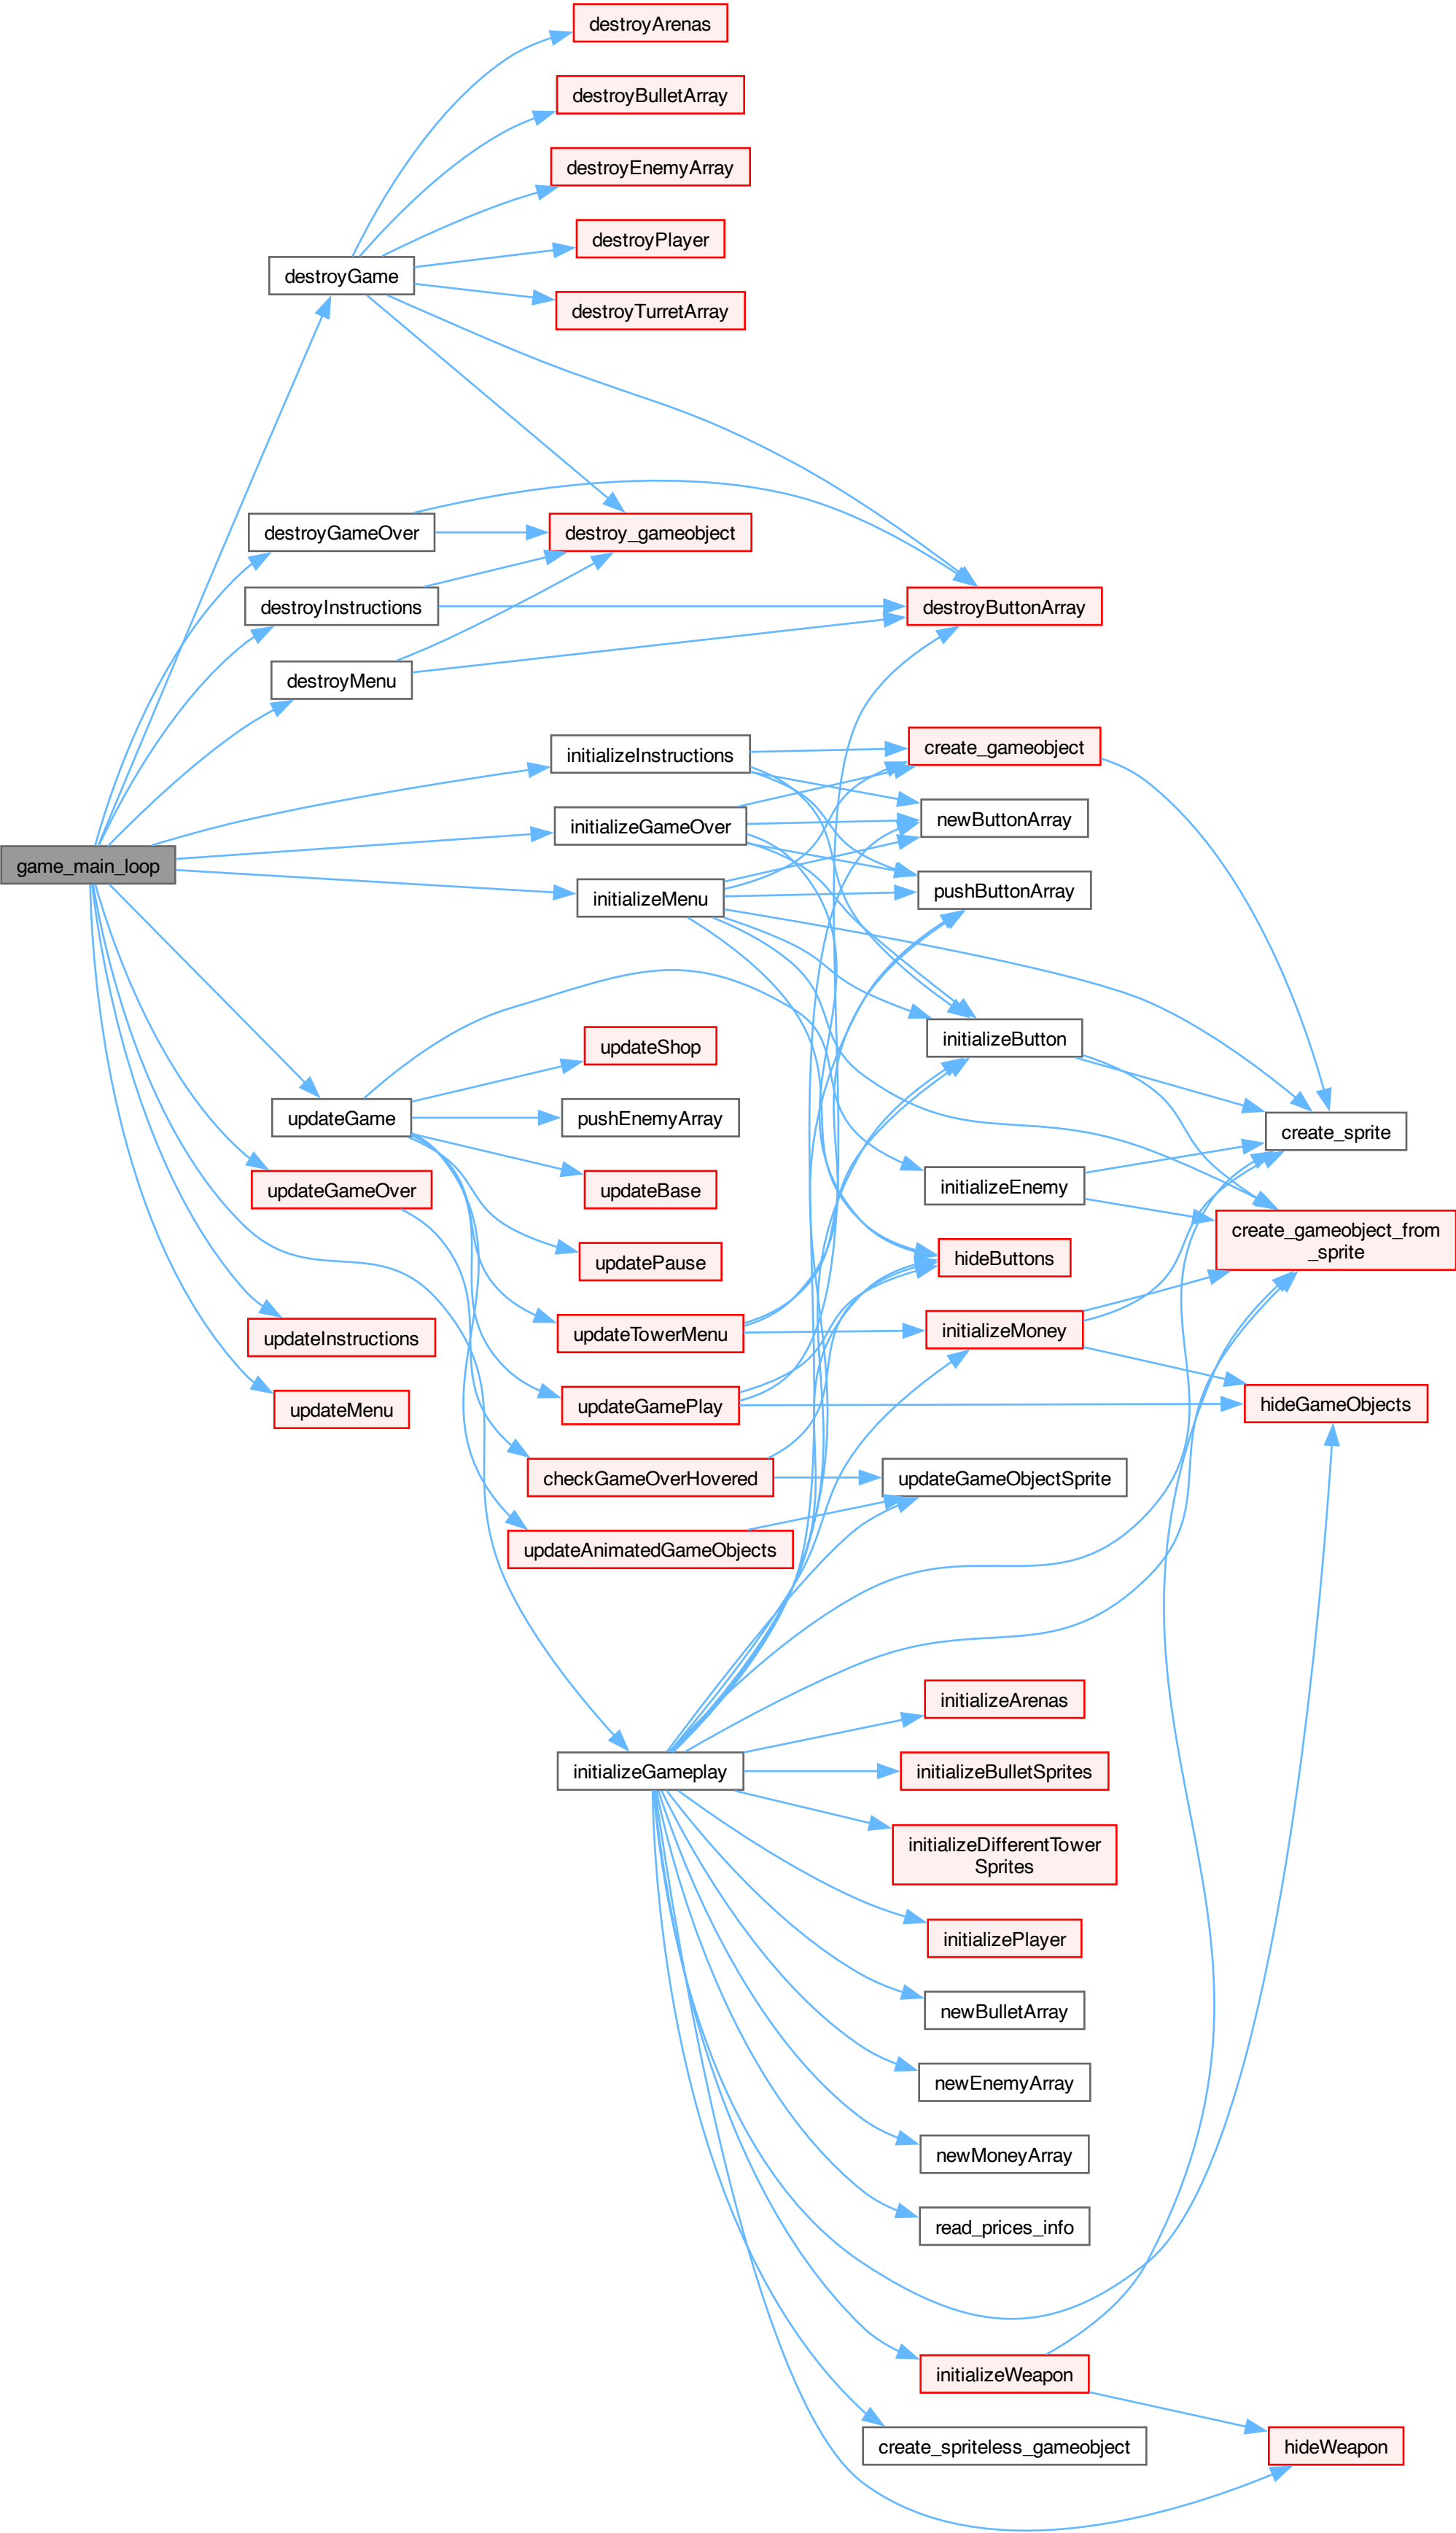 destroyArenas
destroyBulletArray
destroyEnemyArray
destroyPlayer
destroyGame
destroyTurretArray
destroyGameOver
destroy_gameobject
destroyInstructions
destroyButtonArray
destroyMenu
initializeInstructions
create_gameobject
initializeGameOver
newButtonArray
game_main_loop
initializeMenu
pushButtonArray
updateShop
initializeButton
updateGame
pushEnemyArray
create_sprite
updateGameOver
updateBase
initializeEnemy
create_gameobject_from
_sprite
updatePause
hideButtons
updateInstructions
updateTowerMenu
initializeMoney
updateMenu
updateGamePlay
hideGameObjects
checkGameOverHovered
updateGameObjectSprite
updateAnimatedGameObjects
initializeArenas
initializeGameplay
initializeBulletSprites
initializeDifferentTower
Sprites
initializePlayer
newBulletArray
newEnemyArray
newMoneyArray
read_prices_info
initializeWeapon
create_spriteless_gameobject
hideWeapon